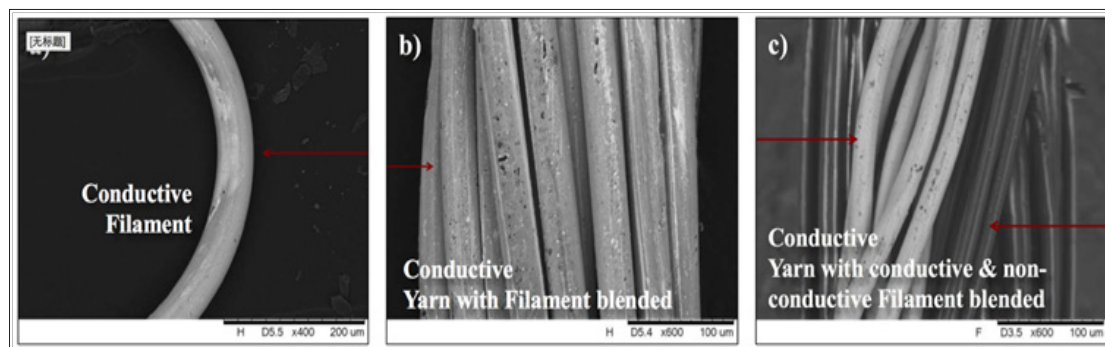 [无标题]
Conductive
Filament
H D5.5 x400 200 um
b)
Conductive
Yarn with Filament blended
H D5.4 x600 100 um
c)
Conductive
Yarn with conductive & non-
conductive Filament blended
F D3.5 x600 100 um